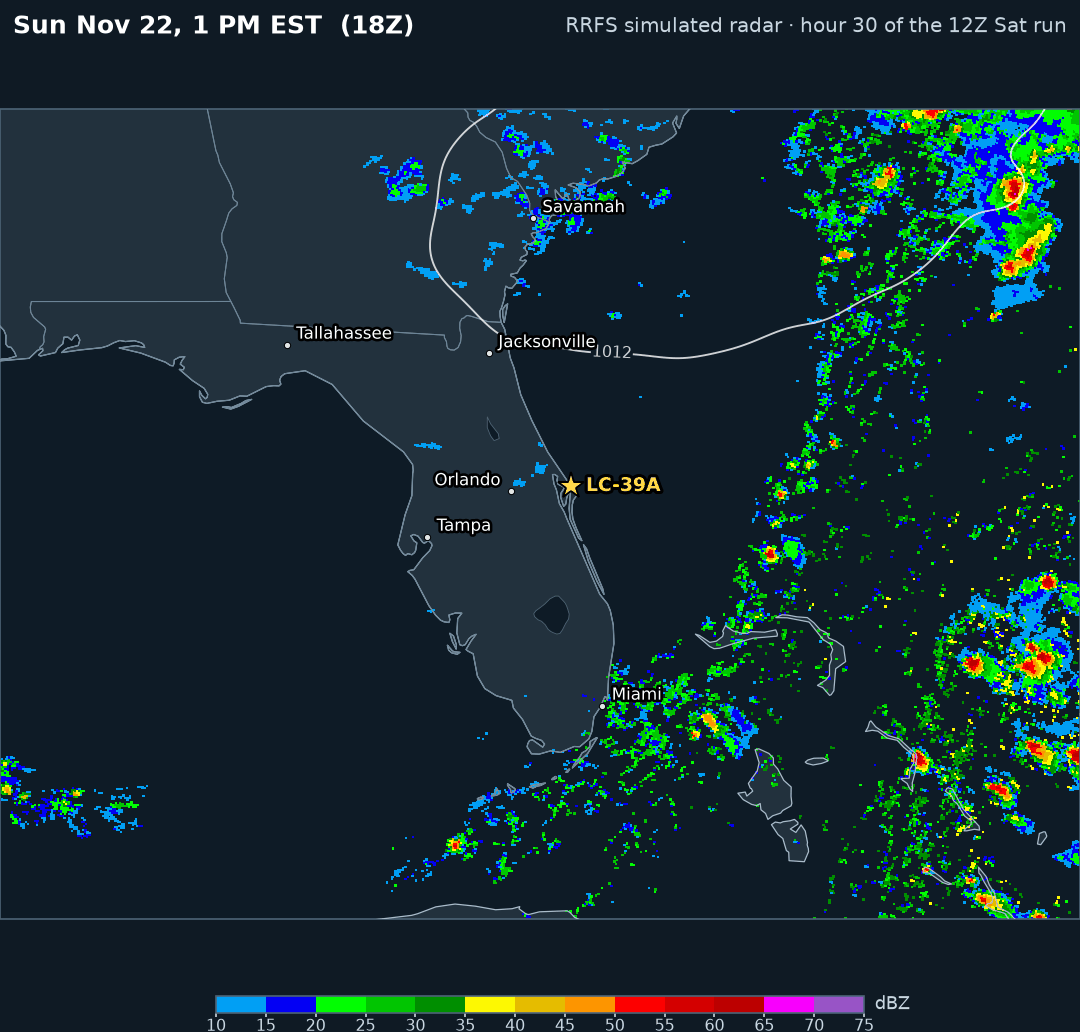 Sun Nov 22, 1 PM EST (18Z)
RRFS simulated radar · hour 30 of the 12Z Sat run
Savannah
Tallahassee
Jacksonville
1012
Orlando
LC-39A
Tampa
Miami
dBZ
10 15 20 25 30 35 40 45 50 55 60 65 70 75